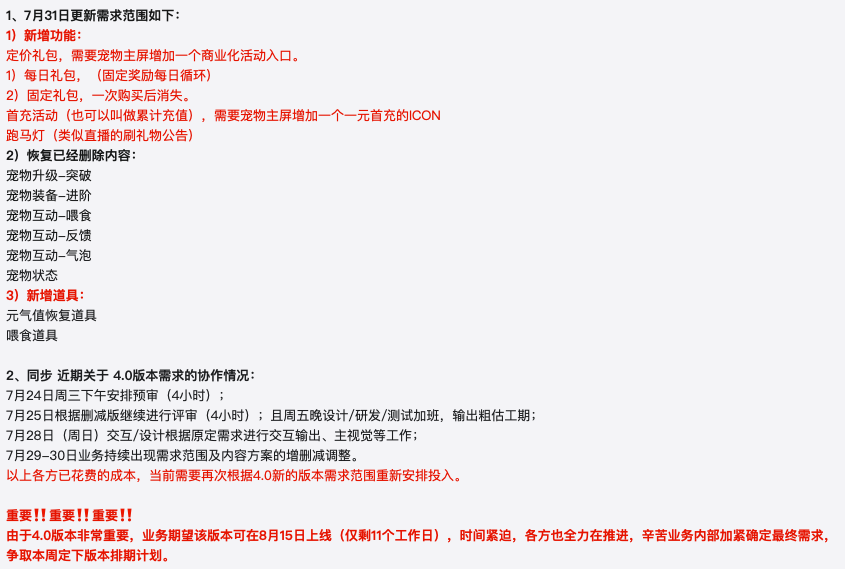 1、7月31日更新需求范围如下：
1）新增功能：
定价礼包，需要宠物主屏增加一个商业化活动入口。
1）每日礼包，（固定奖励每日循环）
2）固定礼包，一次购买后消失。
首充活动（也可以叫做累计充值），需要宠物主屏增加一个一元首充的ICON
跑马灯（类似直播的刷礼物公告）
2）恢复已经删除内容：
宠物升级–突破
宠物装备–进阶
宠物互动–喂食
宠物互动–反馈
宠物互动–气泡
宠物状态
3）新增道具：
元气值恢复道具
喂食道具
2、同步 近期关于 4.0版本需求的协作情况：
7月24日周三下午安排预审（4小时）；
7月25日根据删减版继续进行评审（4小时）；且周五晚设计/研发/测试加班，输出粗估工期；
7月28日（周日）交互/设计根据原定需求进行交互输出、主视觉等工作；
7月29–30日业务持续出现需求范围及内容方案的增删减调整。
以上各方已花费的成本，当前需要再次根据4.0新的版本需求范围重新安排投入。
重要‼️重要‼️重要‼️
由于4.0版本非常重要，业务期望该版本可在8月15日上线（仅剩11个工作日），时间紧迫，各方也全力在推进，辛苦业务内部加紧确定最终需求，
争取本周定下版本排期计划。